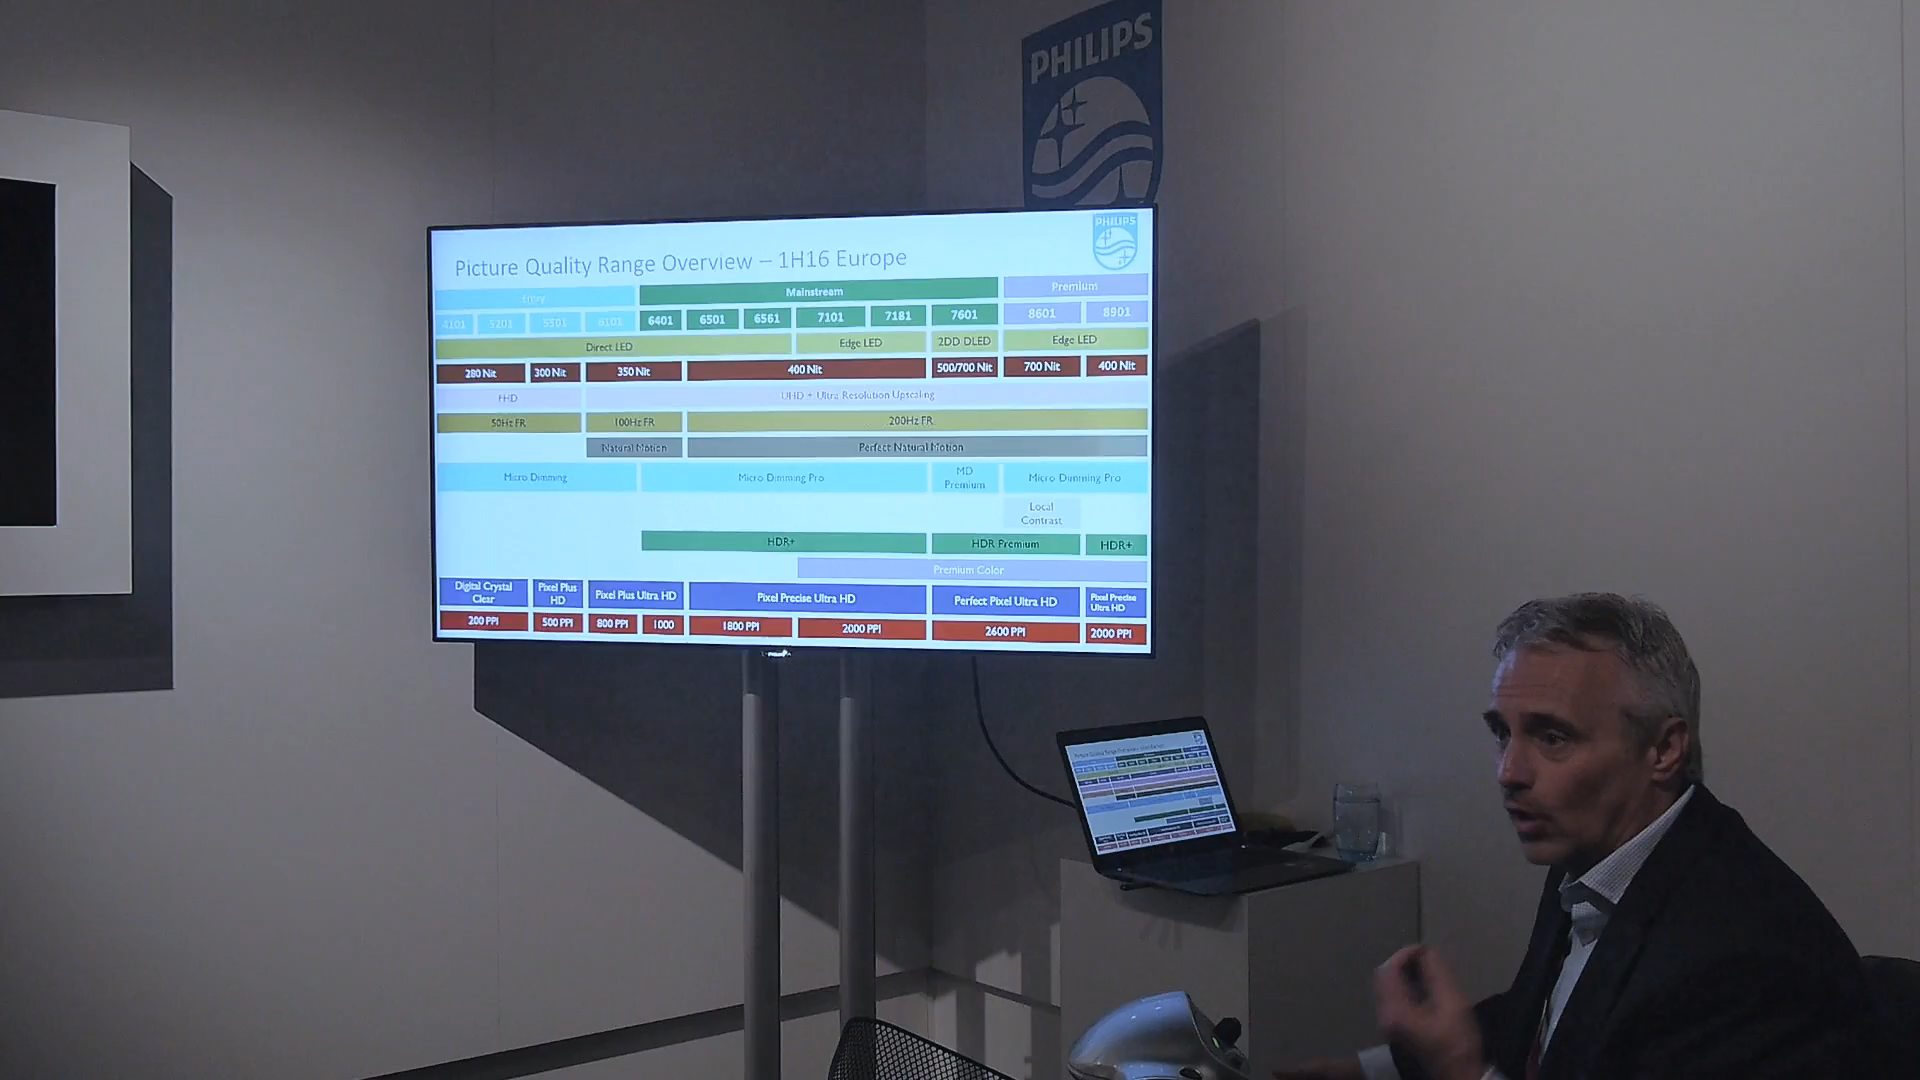 PHILIPS
PHILIPS
Picture Quality Range Overview – 1H16 Europe
Entry
Mainstream
Premium
4101 5201 5501 6101 6401 6501 6561 7101 7181 7601 8601 8901
Direct LED
Edge LED
2DD DLED
Edge LED
280 Nit 300 Nit 350 Nit 400 Nit 500/700 Nit 700 Nit 400 Nit
FHD
UHD + Ultra Resolution Upscaling
50Hz FR 100Hz FR 200Hz FR
Natural Motion
Perfect Natural Motion
Micro Dimming
Micro Dimming Pro
MD
Premium
Micro Dimming Pro
Local
Contrast
HDR+
HDR Premium
HDR+
Premium Color
Digital Crystal
Clear
Pixel Plus
HD
Pixel Plus Ultra HD
Pixel Precise Ultra HD
Perfect Pixel Ultra HD
Pixel Precise
Ultra HD
200 PPI 500 PPI 800 PPI 1000 1800 PPI 2000 PPI 2600 PPI 2000 PPI